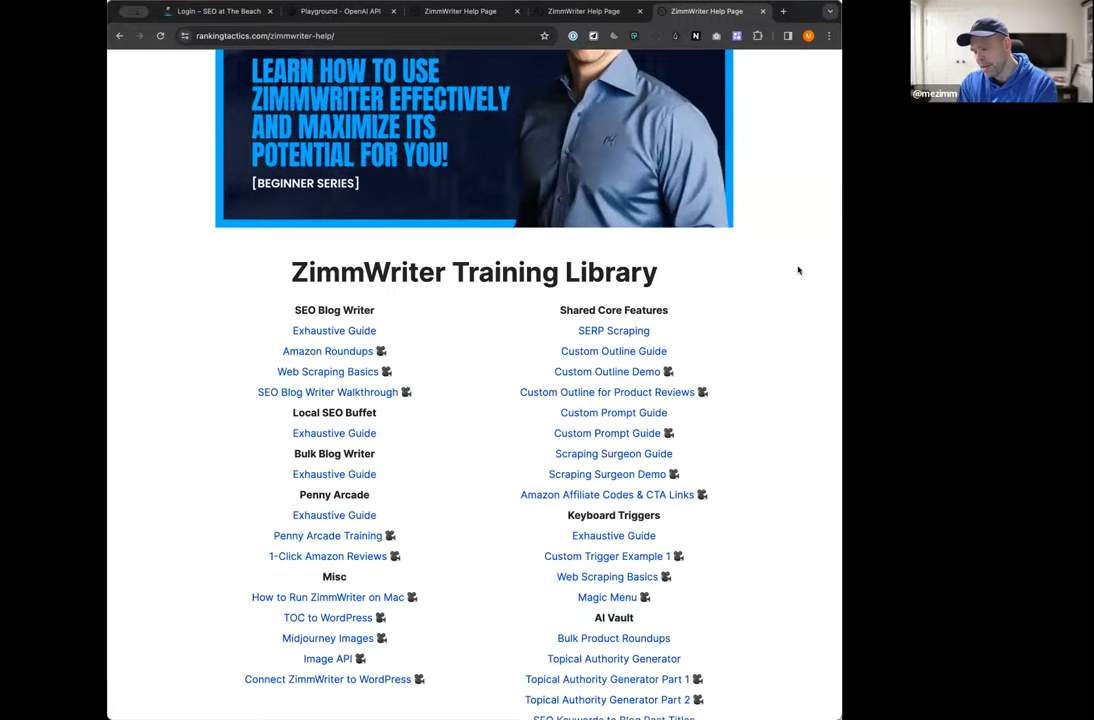 Login – SEO at The Beach
Playground - OpenAI API
ZimmWriter Help Page
ZimmWriter Help Page
ZimmWriter Help Page
rankingtactics.com/zimmwriter-help/
M
@mezimm
LEARN HOW TO USE
ZIMMWRITER EFFECTIVELY
AND MAXIMIZE ITS
POTENTIAL FOR YOU!
[BEGINNER SERIES]
ZimmWriter Training Library
SEO Blog Writer
Exhaustive Guide
Amazon Roundups
Web Scraping Basics
SEO Blog Writer Walkthrough
Local SEO Buffet
Exhaustive Guide
Bulk Blog Writer
Exhaustive Guide
Penny Arcade
Exhaustive Guide
Penny Arcade Training
1-Click Amazon Reviews
Misc
How to Run ZimmWriter on Mac
TOC to WordPress
Midjourney Images
Image API
Connect ZimmWriter to WordPress
Shared Core Features
SERP Scraping
Custom Outline Guide
Custom Outline Demo
Custom Outline for Product Reviews
Custom Prompt Guide
Custom Prompt Guide
Scraping Surgeon Guide
Scraping Surgeon Demo
Amazon Affiliate Codes & CTA Links
Keyboard Triggers
Exhaustive Guide
Custom Trigger Example 1
Web Scraping Basics
Magic Menu
AI Vault
Bulk Product Roundups
Topical Authority Generator
Topical Authority Generator Part 1
Topical Authority Generator Part 2
SEO Keywords to Blog Post Titles